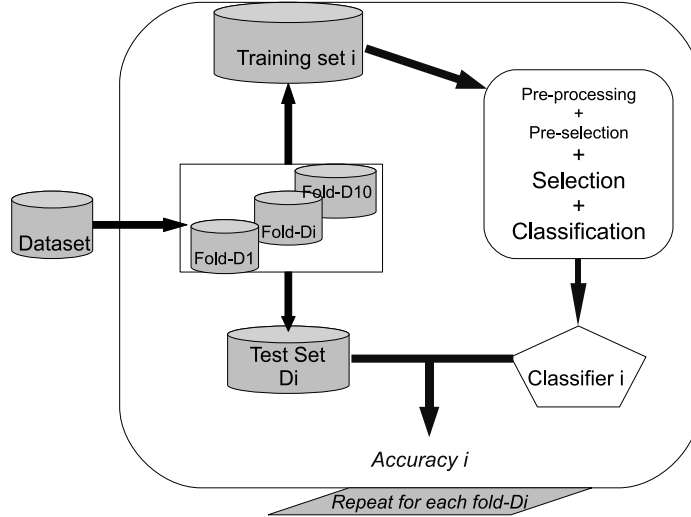 Training set i
Pre-processing
+
Pre-selection
+
Selection
+
Classification
Fold-D10
Fold-Di
Fold-D1
Dataset
Test Set
Di
Classifier i
Accuracy i
Repeat for each fold-Di